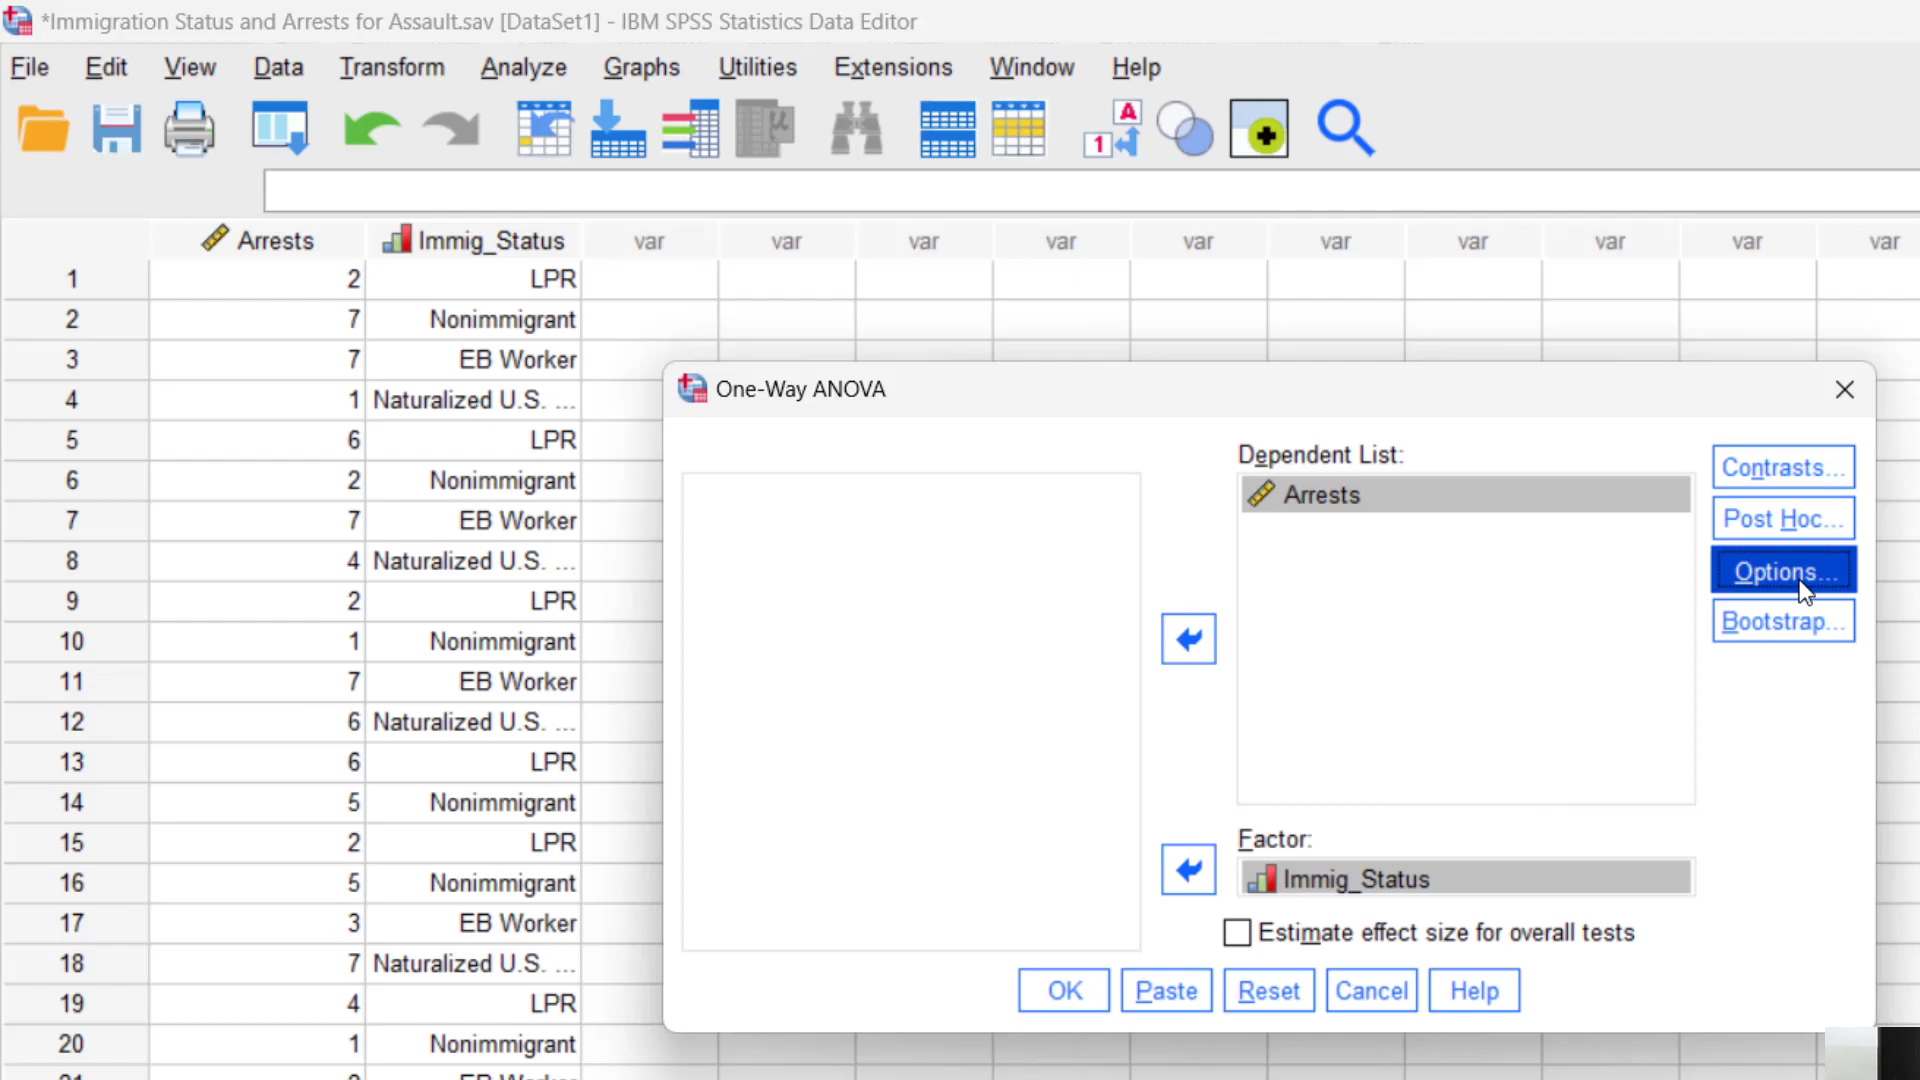 *Immigration Status and Arrests for Assault.sav [DataSet1] - IBM SPSS Statistics Data Editor
File Edit View Data Transform Analyze Graphs Utilities Extensions Window Help
A
1
Arrests Immig_Status var var var var var var var var var var
1 2 LPR
2 7 Nonimmigrant
3 7 EB Worker
4 1 Naturalized U.S. ...
5 6 LPR
6 2 Nonimmigrant
7 7 EB Worker
8 4 Naturalized U.S. ...
9 2 LPR
10 1 Nonimmigrant
11 7 EB Worker
12 6 Naturalized U.S. ...
13 6 LPR
14 5 Nonimmigrant
15 2 LPR
16 5 Nonimmigrant
17 3 EB Worker
18 7 Naturalized U.S. ...
19 4 LPR
20 1 Nonimmigrant
One-Way ANOVA
Dependent List:
Arrests
Contrasts...
Post Hoc...
Options...
Bootstrap...
Factor:
Immig_Status
Estimate effect size for overall tests
OK Paste Reset Cancel Help